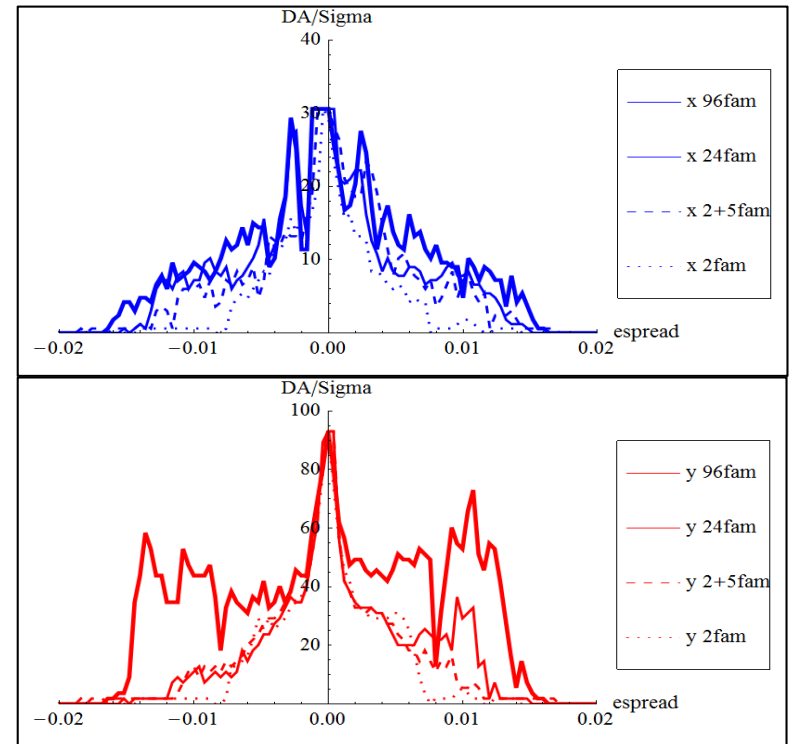 DA/Sigma
40
30
20
10
−0.02
−0.01
0.00
0.01
0.02
espread
x 96fam
x 24fam
x 2+5fam
x 2fam
DA/Sigma
100
80
60
40
20
−0.02
−0.01
0.00
0.01
0.02
espread
y 96fam
y 24fam
y 2+5fam
y 2fam